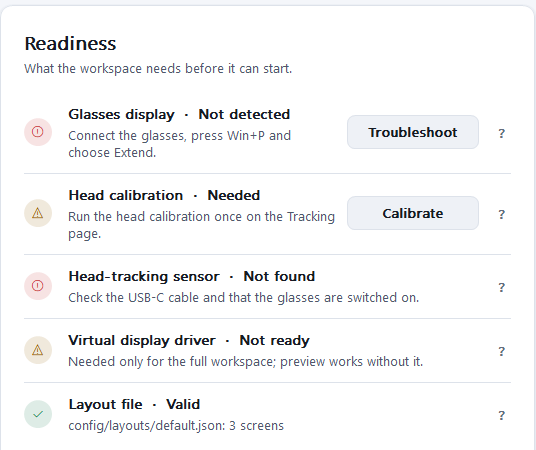 Readiness
What the workspace needs before it can start.
Glasses display · Not detected
Connect the glasses, press Win+P and
choose Extend.
Troubleshoot
?
Head calibration · Needed
Run the head calibration once on the Tracking
page.
Calibrate
?
Head-tracking sensor · Not found
Check the USB-C cable and that the glasses are switched on.
?
Virtual display driver · Not ready
Needed only for the full workspace; preview works without it.
?
Layout file · Valid
config/layouts/default.json: 3 screens
?